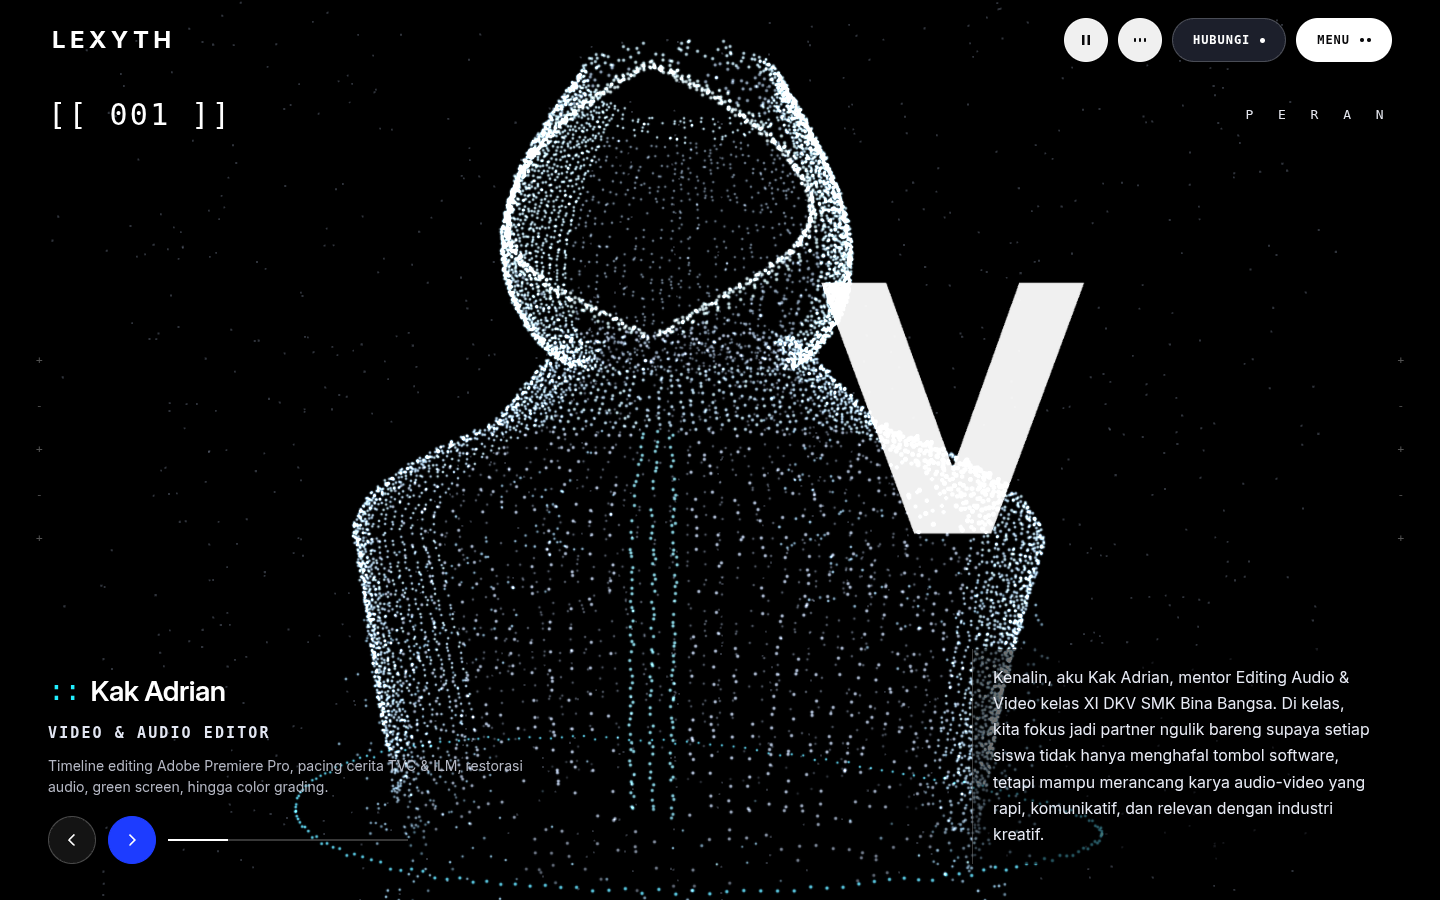 LEXYTH
HUBUNGI
MENU
[[ 001 ]]
PERAN
V
:: Kak Adrian
VIDEO & AUDIO EDITOR
Timeline editing Adobe Premiere Pro, pacing cerita TVC & ILM, restorasi
audio, green screen, hingga color grading.
Kenalin, aku Kak Adrian, mentor Editing Audio &
Video kelas XI DKV SMK Bina Bangsa. Di kelas,
kita fokus jadi partner ngulik bareng supaya setiap
siswa tidak hanya menghafal tombol software,
tetapi mampu merancang karya audio-video yang
rapi, komunikatif, dan relevan dengan industri
kreatif.